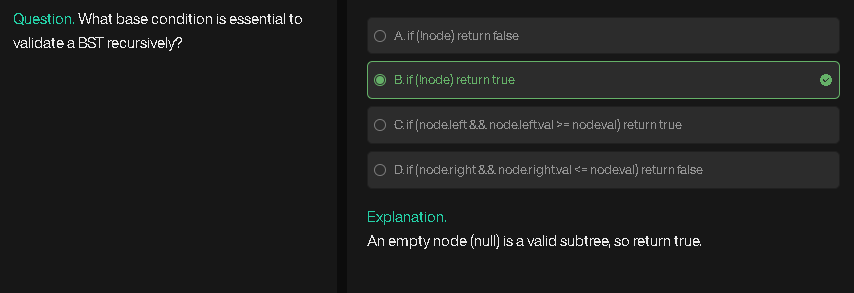 Question. What base condition is essential to
validate a BST recursively?
A. if (!node) return false
B. if (!node) return true
C. if (node.left && node.left.val >= node.val) return true
D. if (node.right && node.right.val <= node.val) return false
Explanation.
An empty node (null) is a valid subtree, so return true.